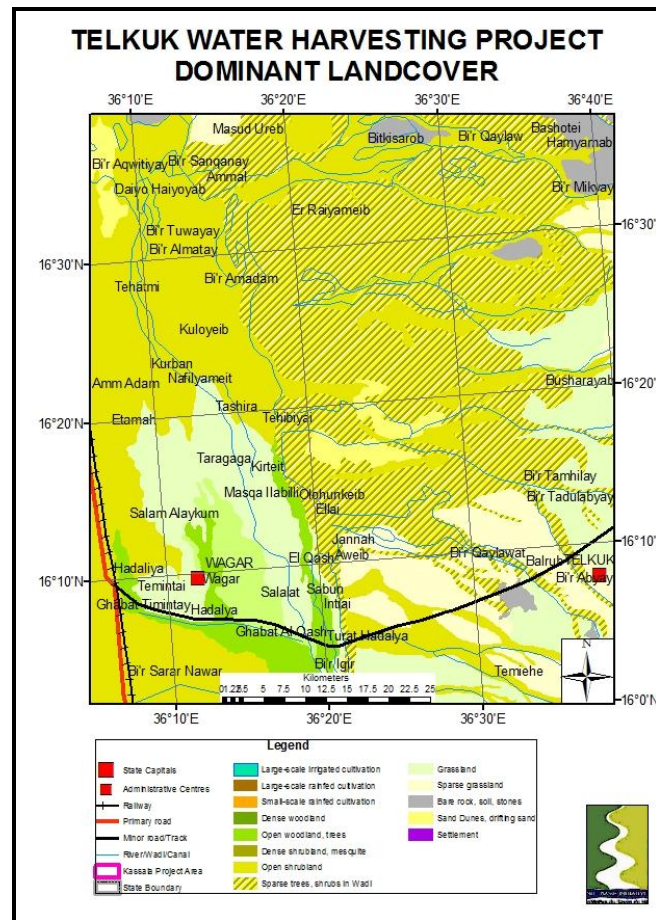 TELKUK WATER HARVESTING PROJECT
DOMINANT LANDCOVER
36°10'E 36°20'E 36°30'E 36°40'E
Masud Ureb
Bitkisarob
Bi'r Qaylaw
Bashotei
Hamyamab
Bi'r Aqwitiyay
Bi'r Sanganay
Ammal
Daiyo Haiyoyab
Bi'r Mikyay
Er Raiyameib
Bi'r Tuwayay
Bi'r Almatay
16°30'N
16°30'N
Bi'r Amadam
Tehatmi
Kuloyeib
Kurban
Nafilyameit
Amm Adam
Busharayab
16°20'N
16°20'N
Etamah
Tashira
Tehibiyai
Taragaga
Kirteit
Bi'r Tamhilay
Masqa Ilabilli
Olohunkeib
Bi'r Tadulabyay
Ellai
Salam Alaykum
Jannah
Aweib
16°10'N
16°10'N
Hadaliya
WAGAR
Wagar
El Qash
Bi'r Qaylawat
Balrub
TELKUK
Bi'r Abyay
Temintai
Salalat
Sabun
Intiai
Ghabat Timintay
Hadalya
Ghabat Al Qash
Turat Hadalya
Bi'r Sarar Nawar
Bi'r Igir
Temiehe
N
Kilometers
5 7.5 10 12.5 15 17.5 20 22.5 25
16°0'N
36°10'E 36°20'E 36°30'E
Legend
State Capitals
Administrative Centres
Railway
Primary road
Minor road/Track
River/Wadi/Canal
Kassala Project Area
State Boundary
Large-scale irrigated cultivation
Large-scale rainfed cultivation
Small-scale rainfed cultivation
Dense woodland
Open woodland, trees
Dense shrubland, mesquite
Open shrubland
Sparse trees, shrubs in Wadi
Grassland
Sparse grassland
Bare rock, soil, stones
Sand Dunes, drifting sand
Settlement